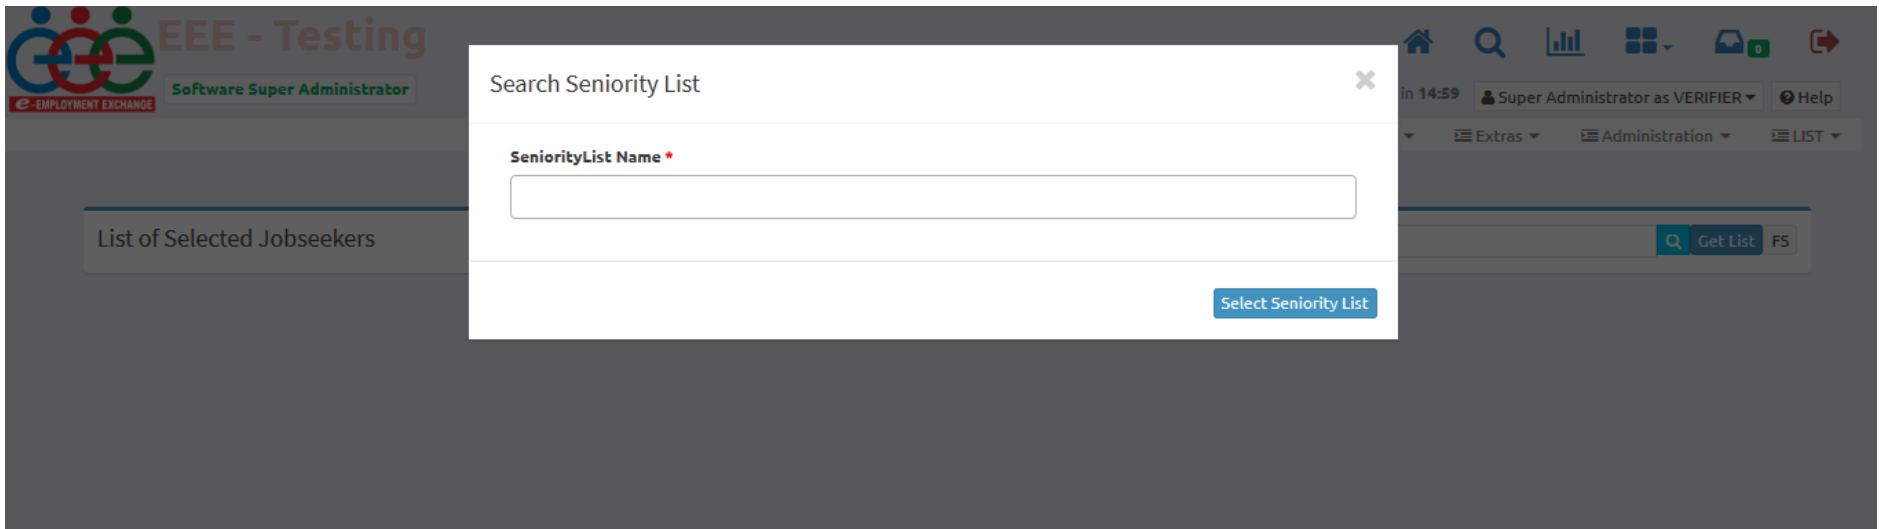 EEE - Testing
Software Super Administrator
e-EMPLOYMENT EXCHANGE
in 14:59
0
Super Administrator as VERIFIER
Help
Extras
Administration
LIST
Search Seniority List
×
SeniorityList Name *
List of Selected Jobseekers
Get List
FS
Select Seniority List